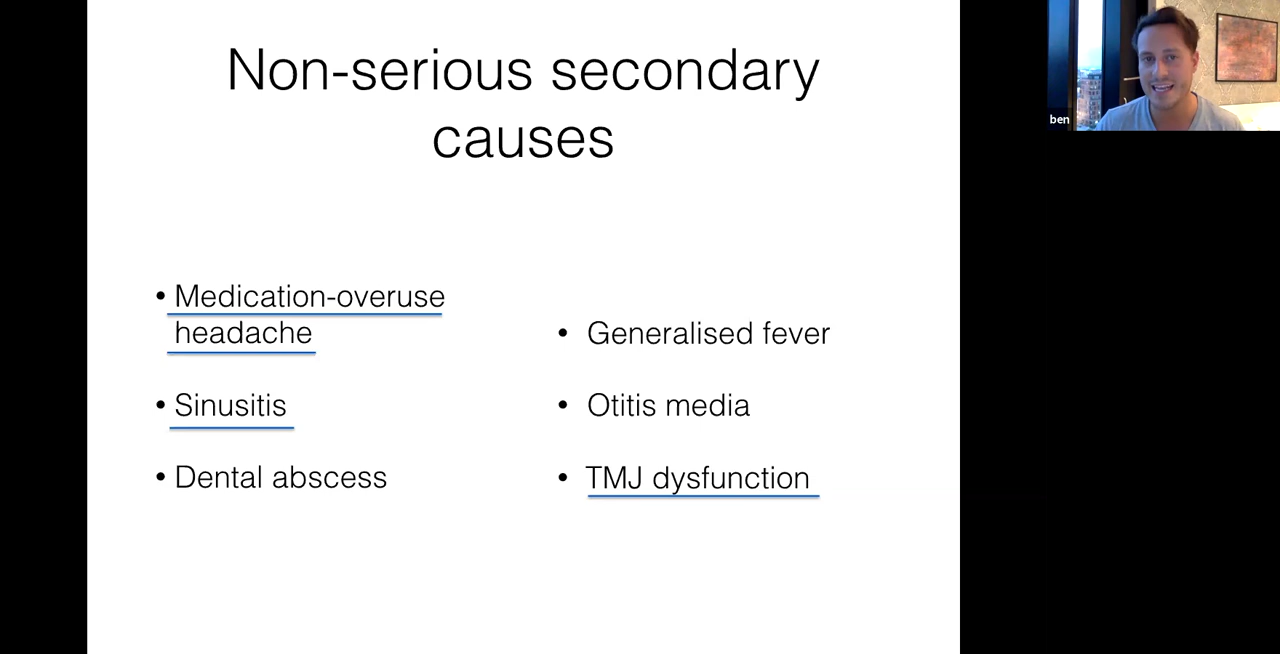 Non-serious secondary
causes
• Medication-overuse
headache
• Sinusitis
• Dental abscess
• Generalised fever
• Otitis media
• TMJ dysfunction
ben